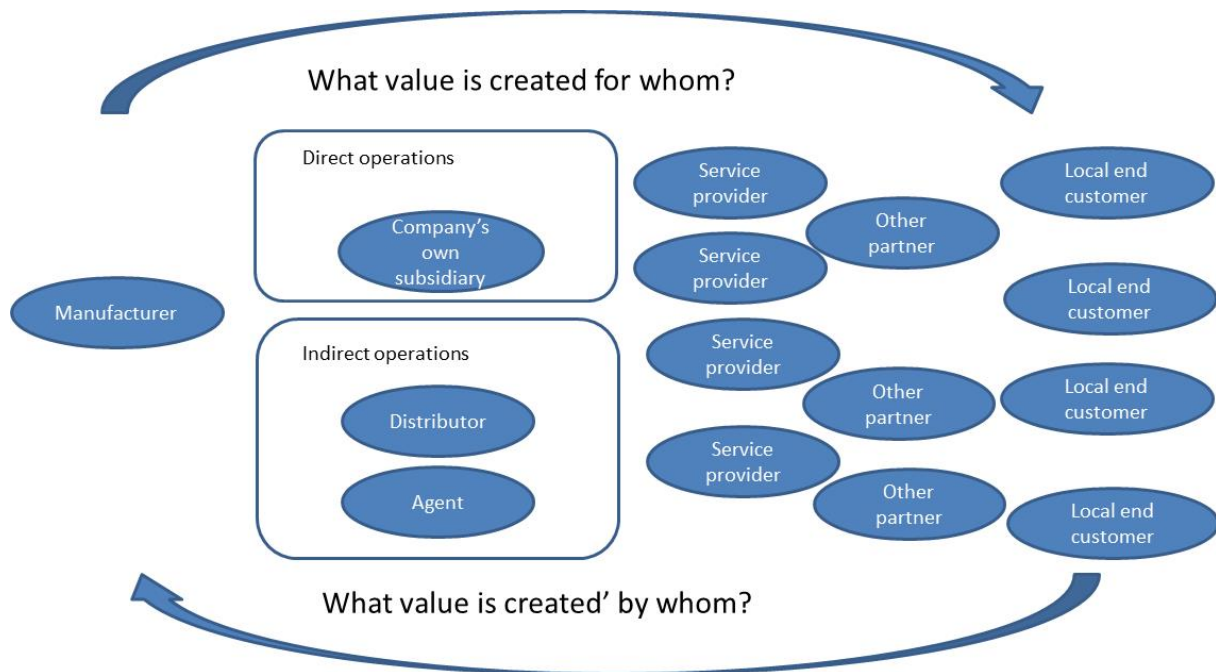 What value is created for whom?
Direct operations
Company's
own
subsidiary
Manufacturer
Indirect operations
Distributor
Agent
Service
provider
Service
provider
Service
provider
Service
provider
Other
partner
Other
partner
Other
partner
Local end
customer
Local end
customer
Local end
customer
Local end
customer
What value is created’ by whom?